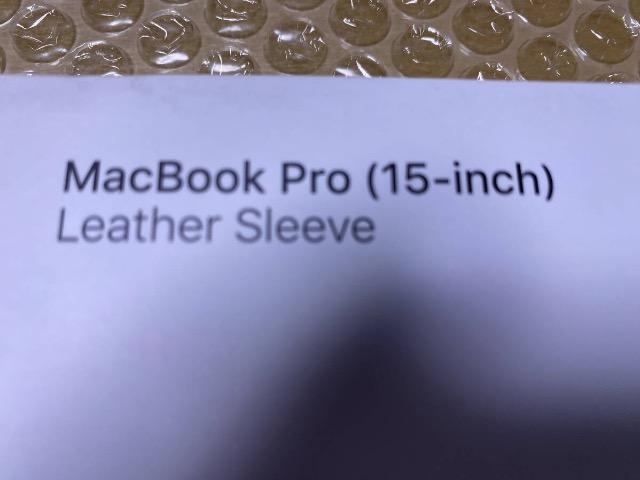 MacBook Pro (15-inch)
Leather Sleeve